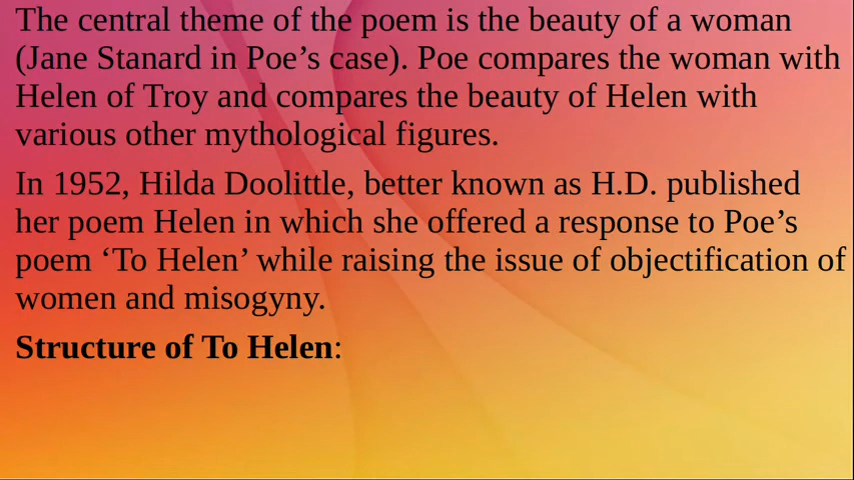 The central theme of the poem is the beauty of a woman
(Jane Stanard in Poe’s case). Poe compares the woman with
Helen of Troy and compares the beauty of Helen with
various other mythological figures.
In 1952, Hilda Doolittle, better known as H.D. published
her poem Helen in which she offered a response to Poe’s
poem ‘To Helen’ while raising the issue of objectification of
women and misogyny.
Structure of To Helen: